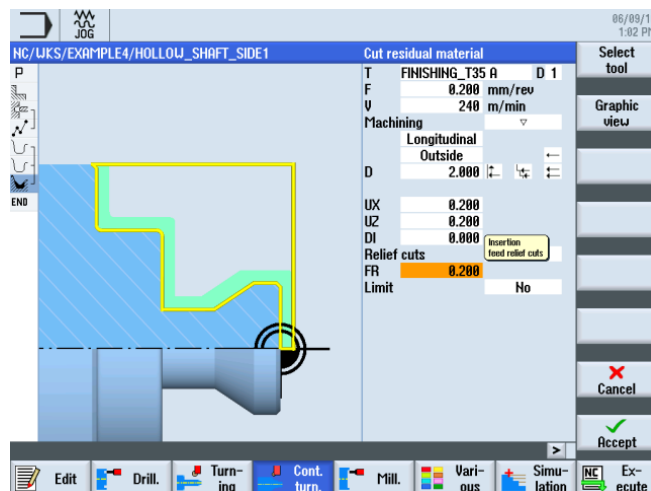 JOG
06/09/1
1:02 PM
NC/WKS/EXAMPLE4/HOLLOW_SHAFT_SIDE1
Cut residual material
Select tool
P
T FINISHING_T35 A D 1
F 0.200 mm/rev
V 240 m/min
Graphic view
Machining ▽
Longitudinal
Outside ←
D 2.000
END
UX 0.200
UZ 0.200
DI 0.000
Insertion
feed relief cuts
Relief cuts
FR 0.200
Limit No
Cancel
Accept
>
Edit
Drill.
Turn-
ing
Cont.
turn.
Mill.
Vari-
ous
Simu-
lation
NC
Ex-
ecute